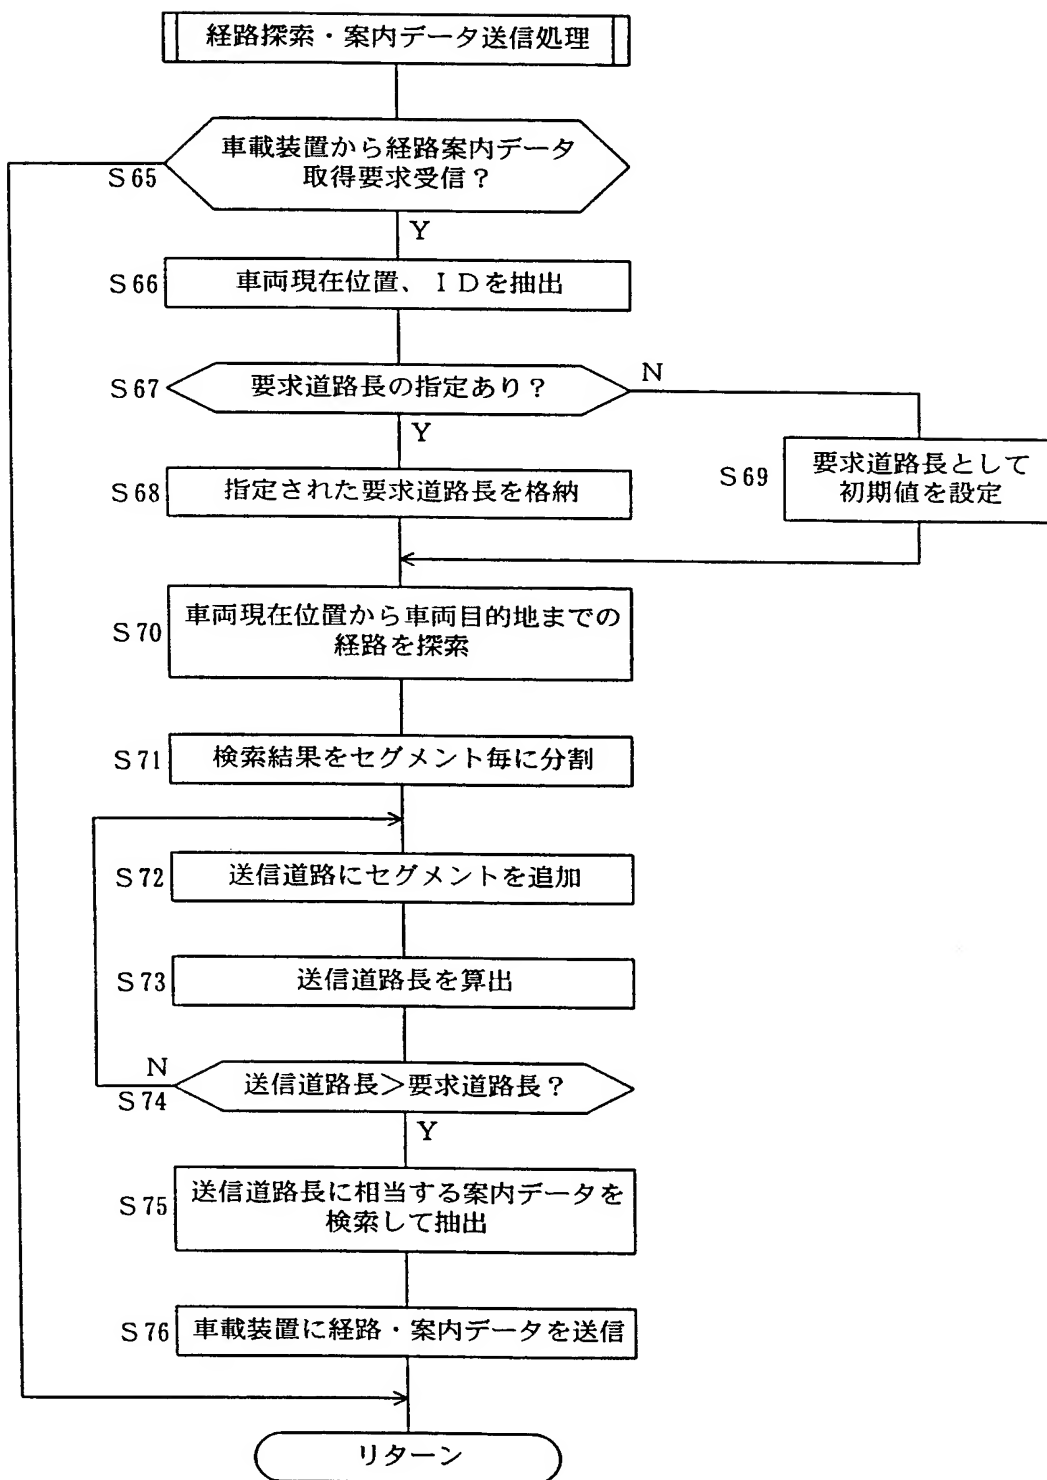 経路探索・案内データ送信処理
車載装置から経路案内データ
取得要求受信？
S65
Y
S66
車両現在位置、ＩＤを抽出
S67
要求道路長の指定あり？
N
Y
S68
指定された要求道路長を格納
S69
要求道路長として
初期値を設定
S70
車両現在位置から車両目的地までの
経路を探索
S71
検索結果をセグメント毎に分割
S72
送信道路にセグメントを追加
S73
送信道路長を算出
N
S74
送信道路長＞要求道路長？
Y
S75
送信道路長に相当する案内データを
検索して抽出
S76
車載装置に経路・案内データを送信
リターン